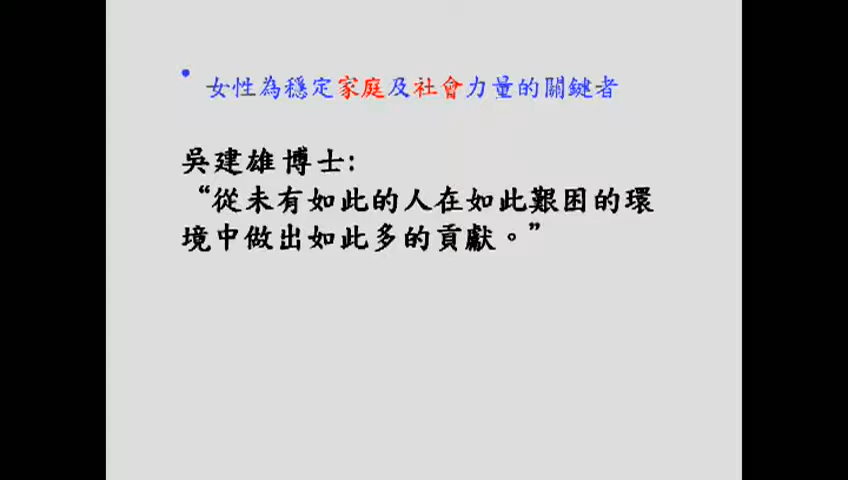 • 女性為穩定家庭及社會力量的關鍵者
吳建雄博士:
“從未有如此的人在如此艱困的環
境中做出如此多的貢獻。”